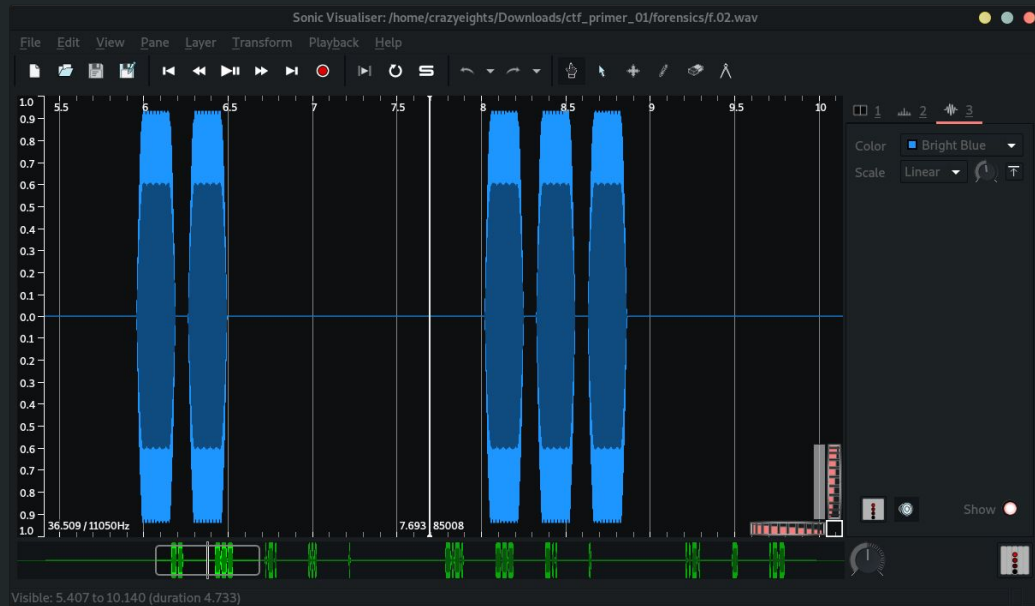 Sonic Visualiser: /home/crazyeights/Downloads/ctf_primer_01/forensics/f.02.wav
File Edit View Pane Layer Transform Playback Help
1.0 5.5 6 6.5 7 7.5 8 8.5 9 9.5 10
0.9
0.8
0.7
0.6
0.5
0.4
0.3
0.2
0.1
0.0
0.1
0.2
0.3
0.4
0.5
0.6
0.7
0.8
0.9
1.0
36.509 / 11050Hz 7.693 85008
1 2 3
Color Bright Blue
Scale Linear
Show
Visible: 5.407 to 10.140 (duration 4.733)